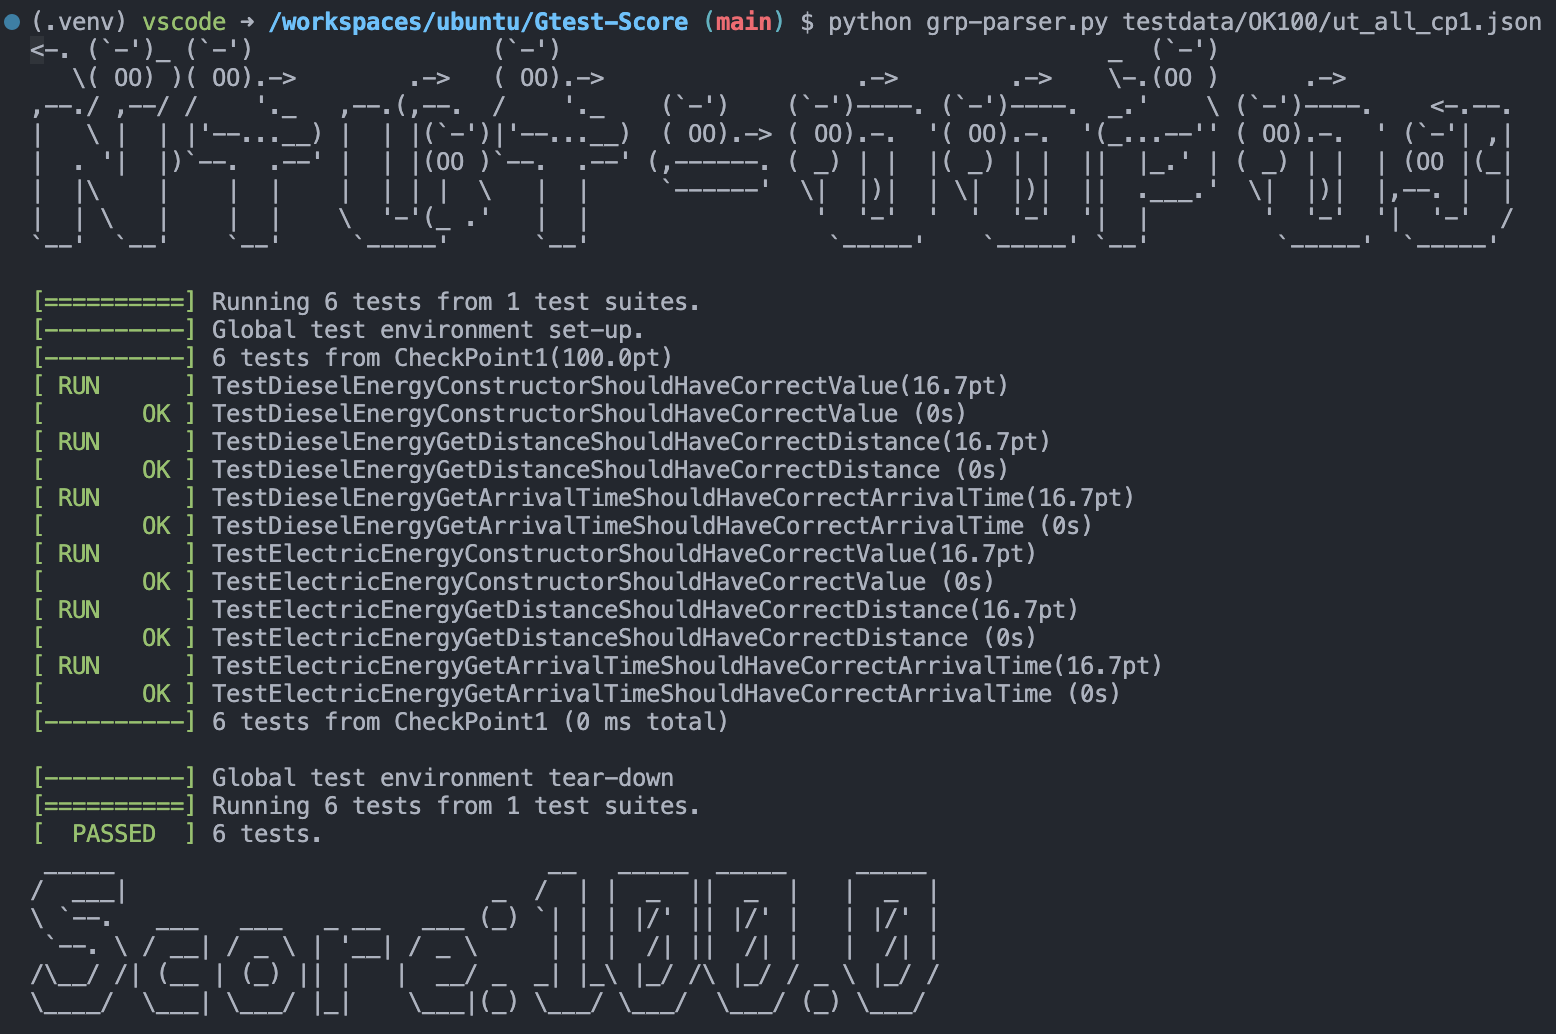 (.venv) vscode ➜ /workspaces/ubuntu/Gtest-Score (main) $ python grp-parser.py testdata/OK100/ut_all_cp1.json
NTUT-OOPOJ
[==========] Running 6 tests from 1 test suites.
[----------] Global test environment set-up.
[----------] 6 tests from CheckPoint1(100.0pt)
[ RUN      ] TestDieselEnergyConstructorShouldHaveCorrectValue(16.7pt)
[       OK ] TestDieselEnergyConstructorShouldHaveCorrectValue (0s)
[ RUN      ] TestDieselEnergyGetDistanceShouldHaveCorrectDistance(16.7pt)
[       OK ] TestDieselEnergyGetDistanceShouldHaveCorrectDistance (0s)
[ RUN      ] TestDieselEnergyGetArrivalTimeShouldHaveCorrectArrivalTime(16.7pt)
[       OK ] TestDieselEnergyGetArrivalTimeShouldHaveCorrectArrivalTime (0s)
[ RUN      ] TestElectricEnergyConstructorShouldHaveCorrectValue(16.7pt)
[       OK ] TestElectricEnergyConstructorShouldHaveCorrectValue (0s)
[ RUN      ] TestElectricEnergyGetDistanceShouldHaveCorrectDistance(16.7pt)
[       OK ] TestElectricEnergyGetDistanceShouldHaveCorrectDistance (0s)
[ RUN      ] TestElectricEnergyGetArrivalTimeShouldHaveCorrectArrivalTime(16.7pt)
[       OK ] TestElectricEnergyGetArrivalTimeShouldHaveCorrectArrivalTime (0s)
[----------] 6 tests from CheckPoint1 (0 ms total)
[----------] Global test environment tear-down
[==========] Running 6 tests from 1 test suites.
[  PASSED  ] 6 tests.
Score:100.0